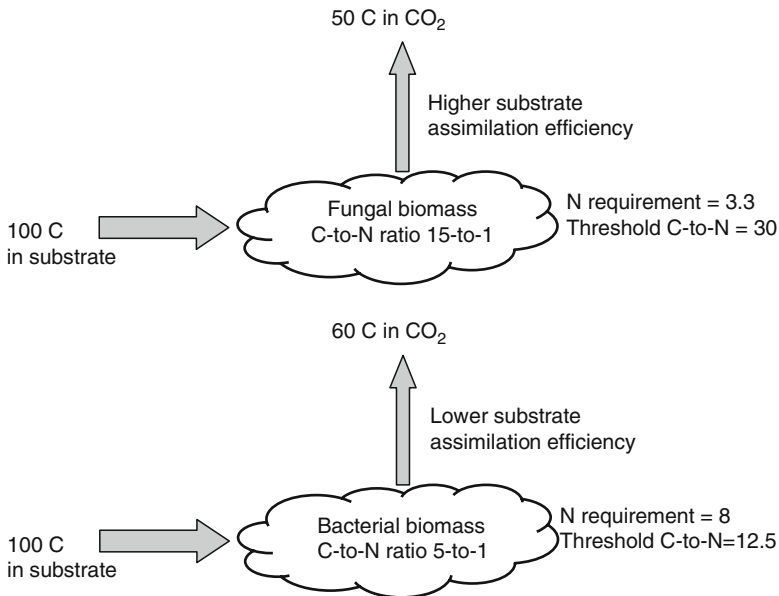 50 C in CO₂
Higher substrate
assimilation efficiency
100 C
in substrate
Fungal biomass
C-to-N ratio 15-to-1
N requirement = 3.3
Threshold C-to-N = 30
60 C in CO₂
Lower substrate
assimilation efficiency
100 C
in substrate
Bacterial biomass
C-to-N ratio 5-to-1
N requirement = 8
Threshold C-to-N=12.5